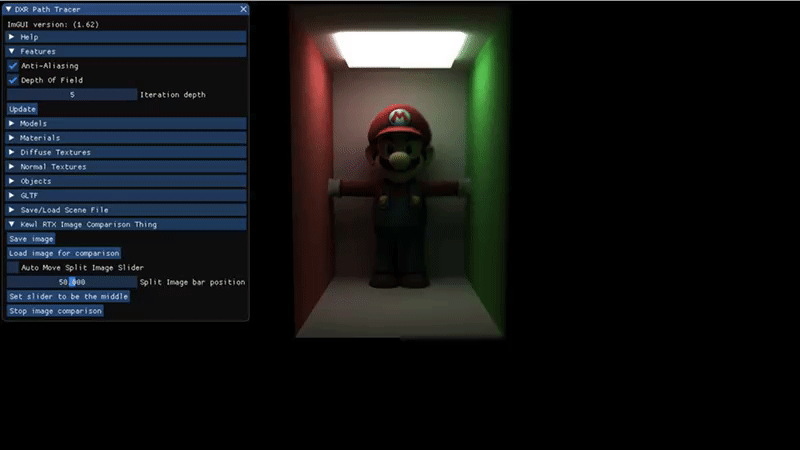 DXR Path Tracer
ImGUI version: (1.62)
Help
Features
Anti-Aliasing
Depth Of Field
5 Iteration depth
Update
Models
Materials
Diffuse Textures
Normal Textures
Objects
GLTF
Save/Load Scene File
Kewl RTX Image Comparison Thing
Save image
Load image for comparison
Auto Move Split Image Slider
50.000 Split Image bar position
Set slider to be the middle
Stop image comparison
M